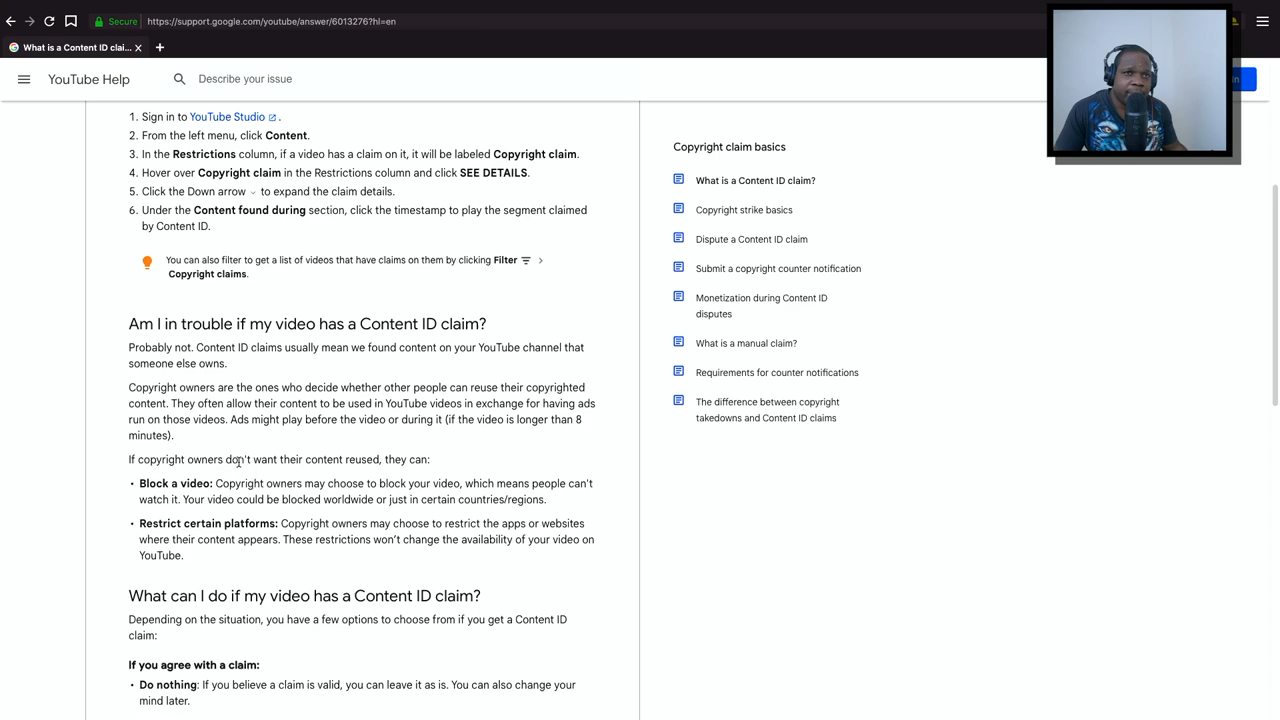 Secure https://support.google.com/youtube/answer/6013276?hl=en
What is a Content ID clai...
YouTube Help
Describe your issue
1. Sign in to YouTube Studio .
2. From the left menu, click Content.
3. In the Restrictions column, if a video has a claim on it, it will be labeled Copyright claim.
4. Hover over Copyright claim in the Restrictions column and click SEE DETAILS.
5. Click the Down arrow to expand the claim details.
6. Under the Content found during section, click the timestamp to play the segment claimed
by Content ID.
You can also filter to get a list of videos that have claims on them by clicking Filter >
Copyright claims.
Am I in trouble if my video has a Content ID claim?
Probably not. Content ID claims usually mean we found content on your YouTube channel that
someone else owns.
Copyright owners are the ones who decide whether other people can reuse their copyrighted
content. They often allow their content to be used in YouTube videos in exchange for having ads
run on those videos. Ads might play before the video or during it (if the video is longer than 8
minutes).
If copyright owners don't want their content reused, they can:
• Block a video: Copyright owners may choose to block your video, which means people can't
watch it. Your video could be blocked worldwide or just in certain countries/regions.
• Restrict certain platforms: Copyright owners may choose to restrict the apps or websites
where their content appears. These restrictions won't change the availability of your video on
YouTube.
What can I do if my video has a Content ID claim?
Depending on the situation, you have a few options to choose from if you get a Content ID
claim:
If you agree with a claim:
• Do nothing: If you believe a claim is valid, you can leave it as is. You can also change your
mind later.
Copyright claim basics
What is a Content ID claim?
Copyright strike basics
Dispute a Content ID claim
Submit a copyright counter notification
Monetization during Content ID
disputes
What is a manual claim?
Requirements for counter notifications
The difference between copyright
takedowns and Content ID claims